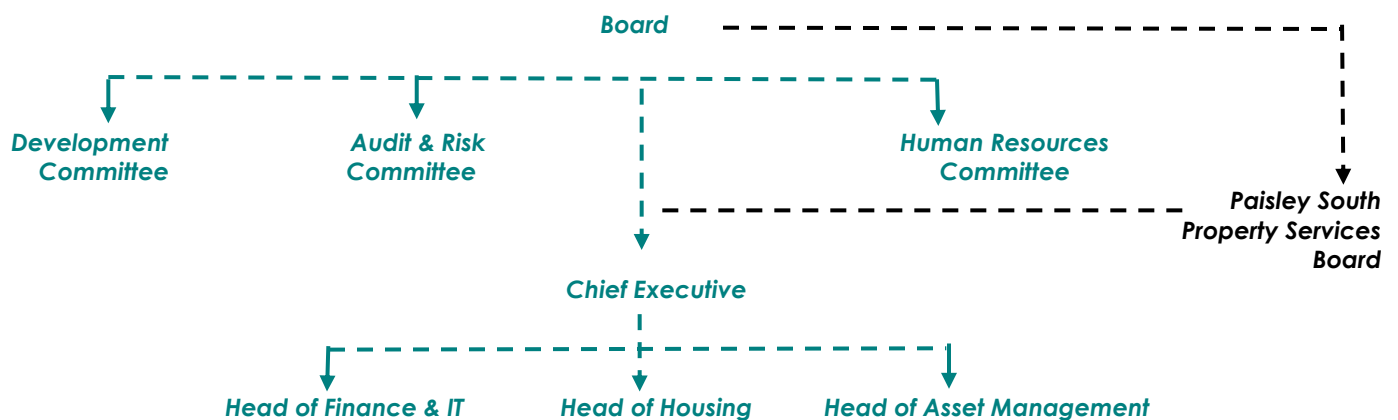 Board
Development
Committee
Audit & Risk
Committee
Human Resources
Committee
Paisley South
Property Services
Board
Chief Executive
Head of Finance & IT
Head of Housing
Head of Asset Management